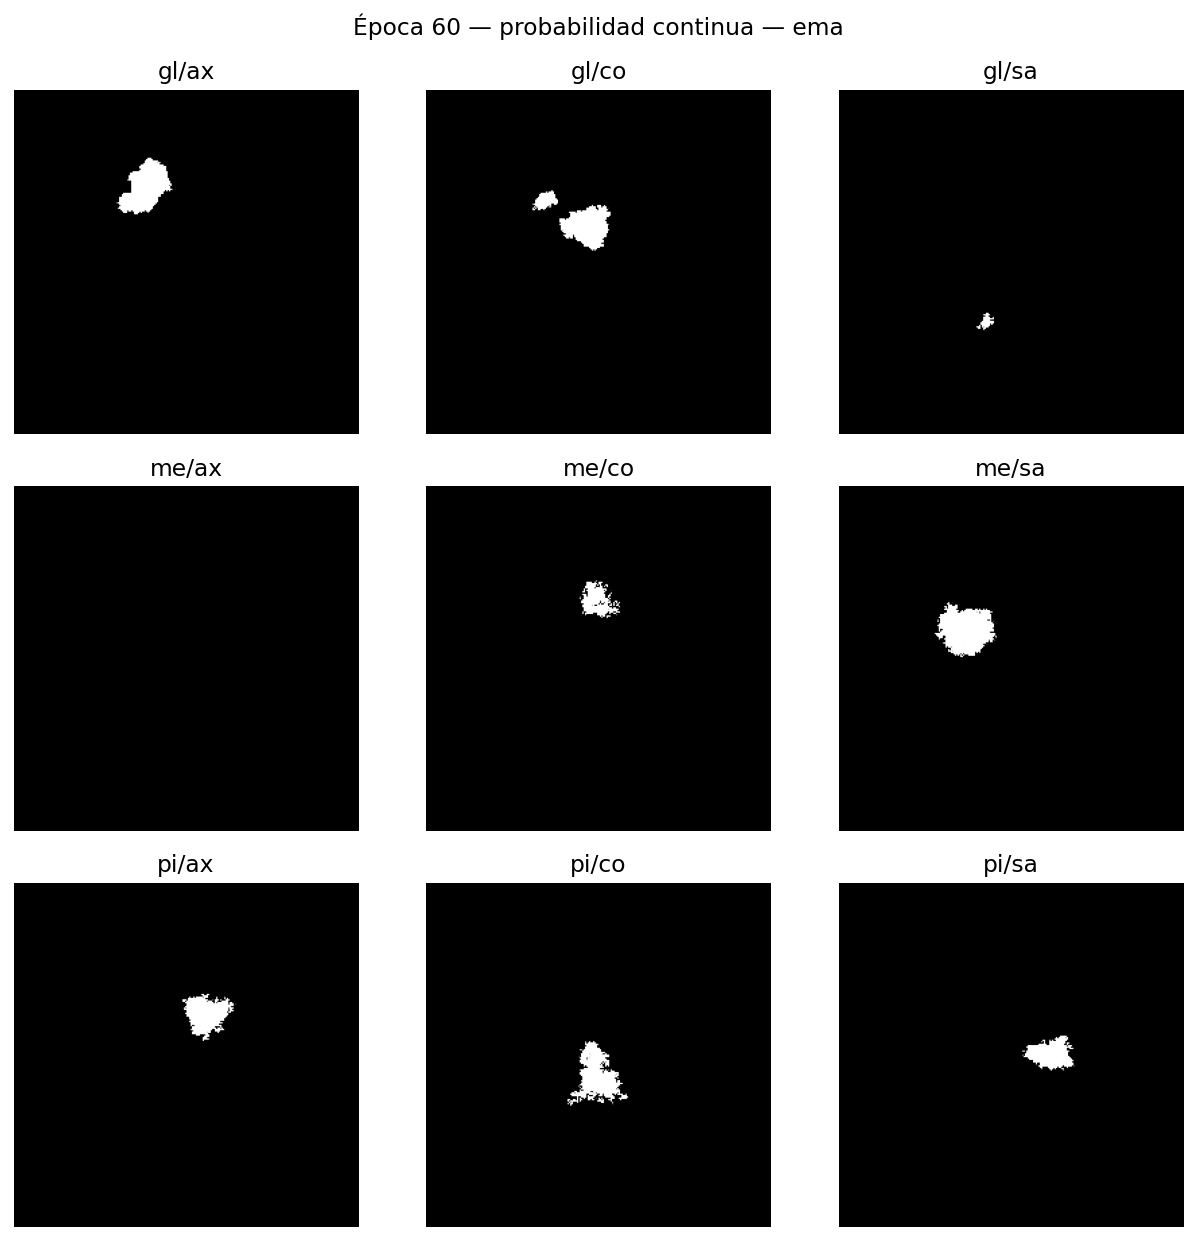 Época 60 — probabilidad continua — ema
gl/ax
gl/co
gl/sa
me/ax
me/co
me/sa
pi/ax
pi/co
pi/sa